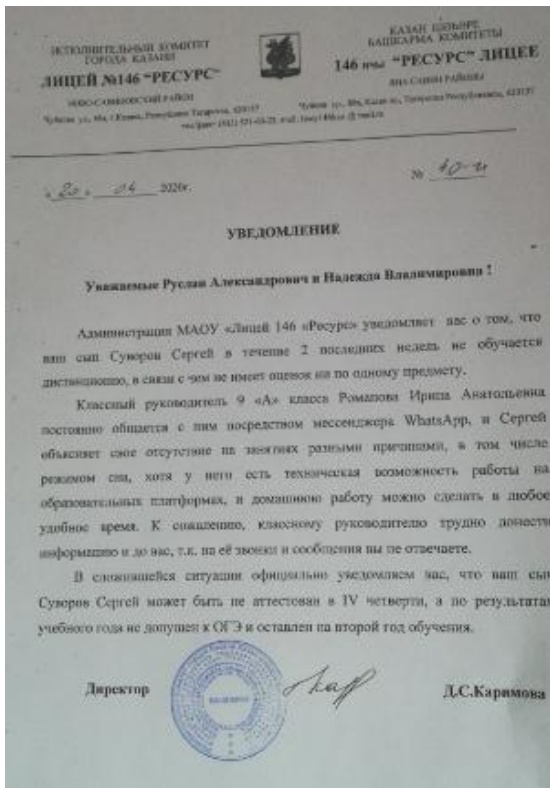 ИСПОЛНИТЕЛЬНЫЙ КОМИТЕТ
ГОРОДА КАЗАНИ
ЛИЦЕЙ №146 "РЕСУРС"
НОВО-САВИНОВСКИЙ РАЙОН
КАЗАН ШӘҺӘРЕ
БАШКАРМА КОМИТЕТЫ
146 нчы "РЕСУРС" ЛИЦЕЕ
ЯҢА САВИН РАЙОНЫ
« 20 » 04 2020г.
№ 40-и
УВЕДОМЛЕНИЕ
Уважаемые Руслан Александрович и Надежда Владимировна !
Администрация МАОУ «Лицей 146 «Ресурс» уведомляет вас о том, что
ваш сын Суворов Сергей в течение 2 последних недель не обучается
дистанционно, в связи с чем не имеет оценок ни по одному предмету.
Классный руководитель 9 «А» класса Романова Ирина Анатольевна
постоянно общается с ним посредством мессенджера WhatsApp, и Сергей
объясняет свое отсутствие на занятиях разными причинами, в том числе
режимом сна, хотя у него есть техническая возможность работы на
образовательных платформах, и домашнюю работу можно сделать в любое
удобное время. К сожалению, классному руководителю трудно донести
информацию и до вас, т.к. на её звонки и сообщения вы не отвечаете.
В сложившейся ситуации официально уведомляем вас, что ваш сын
Суворов Сергей может быть не аттестован в IV четверти, а по результатам
учебного года не допущен к ОГЭ и оставлен на второй год обучения.
Директор
Д.С.Каримова